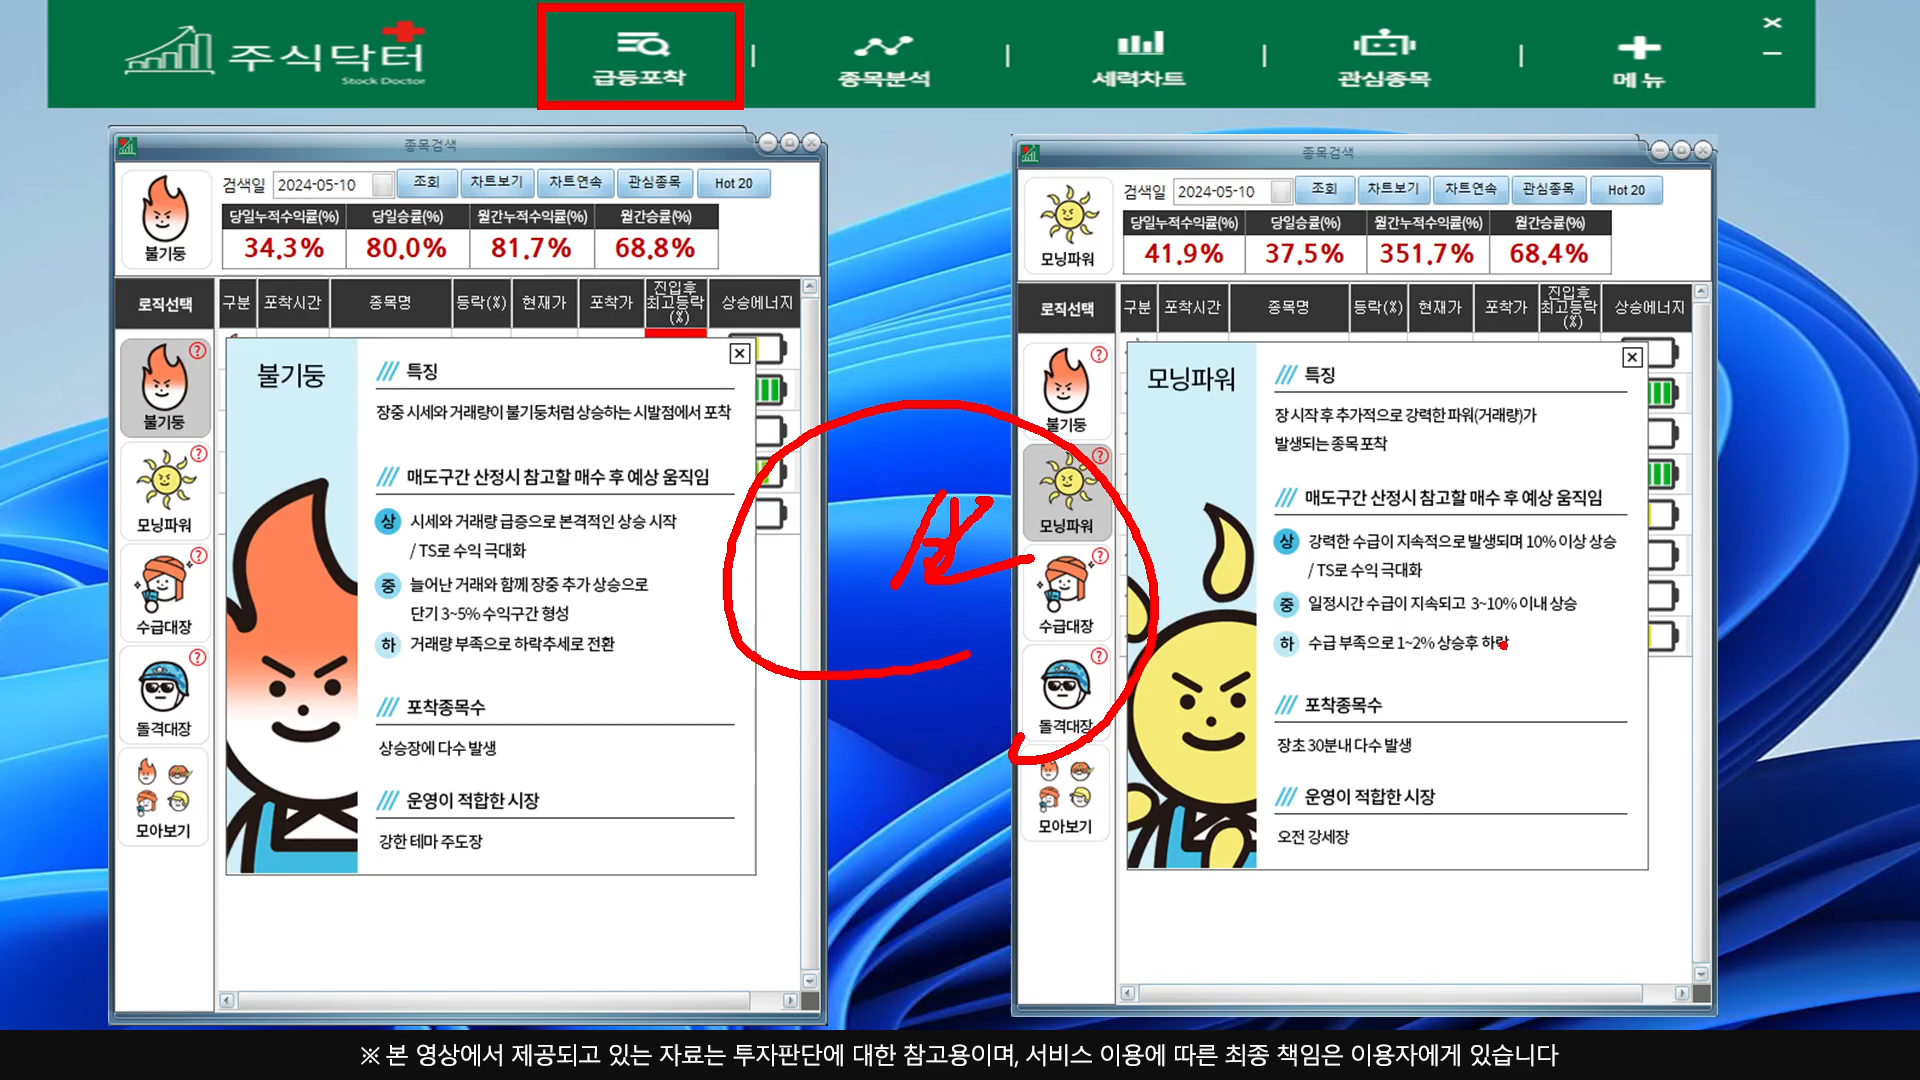 주식닥터
Stock Doctor
급등포착
종목분석
세력차트
관심종목
메뉴
종목검색
불기둥
검색일 2024-05-10 조회 차트보기 차트연속 관심종목 Hot 20
당일누적수익률(%) 당일승률(%) 월간누적수익률(%) 월간승률(%)
34.3% 80.0% 81.7% 68.8%
로직선택 구분 포착시간 종목명 등락(%) 현재가 포착가 진입후 최고등락 (%) 상승에너지
불기둥
모닝파워
수급대장
돌격대장
모아보기
불기둥
/// 특징
장중 시세와 거래량이 불기둥처럼 상승하는 시발점에서 포착
/// 매도구간 산정시 참고할 매수 후 예상 움직임
상 시세와 거래량 급증으로 본격적인 상승 시작
/ TS로 수익 극대화
중 늘어난 거래와 함께 장중 추가 상승으로
단기 3~5% 수익구간 형성
하 거래량 부족으로 하락추세로 전환
/// 포착종목수
상승장에 다수 발생
/// 운영이 적합한 시장
강한 테마 주도장
종목검색
모닝파워
검색일 2024-05-10 조회 차트보기 차트연속 관심종목 Hot 20
당일누적수익률(%) 당일승률(%) 월간누적수익률(%) 월간승률(%)
41.9% 37.5% 351.7% 68.4%
로직선택 구분 포착시간 종목명 등락(%) 현재가 포착가 진입후 최고등락 (%) 상승에너지
불기둥
모닝파워
수급대장
돌격대장
모아보기
모닝파워
/// 특징
장 시작 후 추가적으로 강력한 파워(거래량)가
발생되는 종목 포착
/// 매도구간 산정시 참고할 매수 후 예상 움직임
상 강력한 수급이 지속적으로 발생되며 10% 이상 상승
/ TS로 수익 극대화
중 일정시간 수급이 지속되고 3~10% 이내 상승
하 수급 부족으로 1~2% 상승후 하락
/// 포착종목수
장초 30분내 다수 발생
/// 운영이 적합한 시장
오전 강세장
※ 본 영상에서 제공되고 있는 자료는 투자판단에 대한 참고용이며, 서비스 이용에 따른 최종 책임은 이용자에게 있습니다